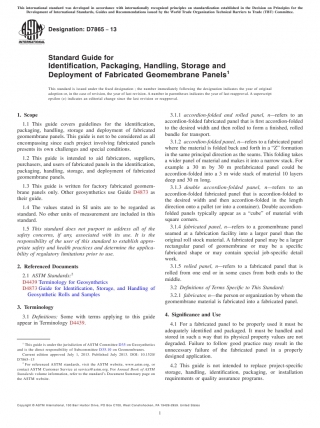 This international standard was developed in accordance with internationally recognized principles on standardization established in the Decision on Principles for the
Development of International Standards, Guides and Recommendations issued by the World Trade Organization Technical Barriers to Trade (TBT) Committee.
Designation: D7865 − 13
Standard Guide for
Identification, Packaging, Handling, Storage and
Deployment of Fabricated Geomembrane Panels1
This standard is issued under the fixed designation D7865; the number immediately following the designation indicates the year of original
adoption or, in the case of revision, the year of last revision. A number in parentheses indicates the year of last reapproval. A superscript
epsilon (ε) indicates an editorial change since the last revision or reapproval.
1. Scope
1.1 This guide covers guidelines for the identification,
packaging, handling, storage and deployment of fabricated
geomembrane panels. This guide is not to be considered as all
encompassing since each project involving fabricated panels
presents its own challenges and special conditions.
1.2 This guide is intended to aid fabricators, suppliers,
purchasers, and users of fabricated panels in the identification,
packaging, handling, storage, and deployment of fabricated
geomembrane panels.
1.3 This guide is written for factory fabricated geomem-
brane panels only. Other geosynthetics use Guide D4873 as
their guide.
1.4 The values stated in SI units are to be regarded as
standard. No other units of measurement are included in this
standard.
1.5 This standard does not purport to address all of the
safety concerns, if any, associated with its use. It is the
responsibility of the user of this standard to establish appro-
priate safety and health practices and determine the applica-
bility of regulatory limitations prior to use.
2. Referenced Documents
2.1 ASTM Standards:2
D4439 Terminology for Geosynthetics
D4873 Guide for Identification, Storage, and Handling of
Geosynthetic Rolls and Samples
3. Terminology
3.1 Definitions: Some with terms applying to this guide
appear in Terminology D4439.
1 This guide is under the jurisdiction of ASTM Committee D35 on Geosynthetics
and is the direct responsibility of Subcommittee D35.10 on Geomembranes.
Current edition approved July 1, 2013. Published July 2013. DOI: 10.1520/
D7865-13
2 For referenced ASTM standards, visit the ASTM website, www.astm.org, or
contact ASTM Customer Service at service@astm.org. For Annual Book of ASTM
Standards volume information, refer to the standard's Document Summary page on
the ASTM website.
3.1.1 accordion-folded and rolled panel, n—refers to an
accordion-folded fabricated panel that is first accordion-folded
to the desired width and then rolled to form a finished, rolled
bundle for transport.
3.1.2 accordion-folded panel, n—refers to a fabricated panel
where the material is folded back and forth in a “Z” formation
in the same principal direction as the seams. This folding takes
a wider panel of material and makes it into a narrow stack. For
example a 30 m by 30 m prefabricated panel could be
accordion-folded into a 3 m wide stack of material 10 layers
deep and 30 m long.
3.1.3 double accordion-folded panel, n—refers to an
accordion-folded fabricated panel that is accordion-folded to
the desired width and then accordion-folded in the length
direction onto a pallet (or into a container). Double accordion-
folded panels typically appear as a “cube” of material with
square corners.
3.1.4 fabricated panel, n—refers to a geomembrane panel
seamed at a fabrication facility into a larger panel than the
original roll stock material. A fabricated panel may be a larger
rectangular panel of geomembrane or may be a specific
fabricated shape or may contain special job-specific detail
work.
3.1.5 rolled panel, n—refers to a fabricated panel that is
rolled from one end or in some cases from both ends to the
middle.
3.2 Definitions of Terms Specific to This Standard:
3.2.1 fabricator, n—the person or organization by whom the
geomembrane material is fabricated into a fabricated panel.
4. Significance and Use
4.1 For a fabricated panel to be properly used it must be
adequately identified and packaged. It must be handled and
stored in such a way that its physical property values are not
degraded. Failure to follow good practice may result in the
unnecessary failure of the fabricated panel in a properly
designed application.
4.2 This guide is not intended to replace project-specific
storage, handling, identification, packaging, or installation
requirements or quality assurance programs.
Copyright © ASTM International, 100 Barr Harbor Drive, PO Box C700, West Conshohocken, PA 19428-2959. United States
1